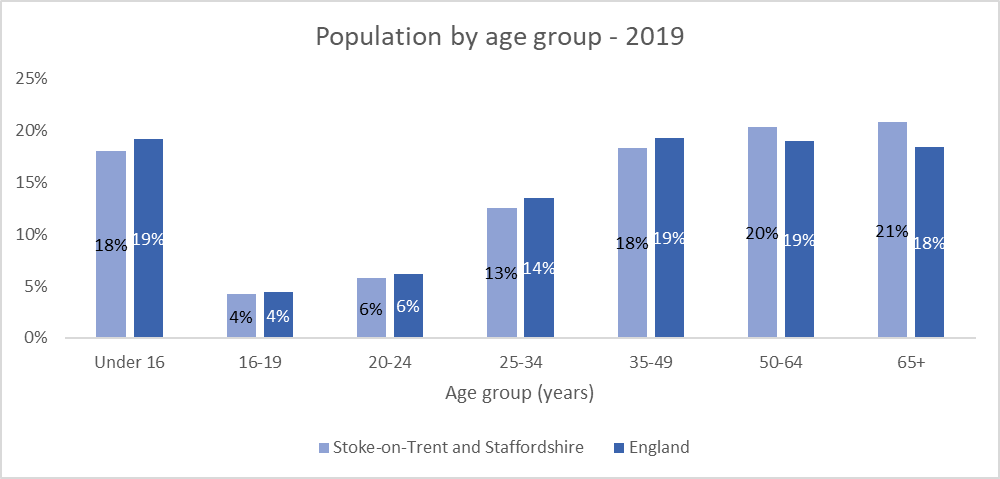 Population by age group - 2019
25%
20%
15%
10%
5%
0%
18% 19% 4% 4% 6% 6% 13% 14% 18% 19% 20% 19% 21% 18%
Under 16 16-19 20-24 25-34 35-49 50-64 65+
Age group (years)
Stoke-on-Trent and Staffordshire England